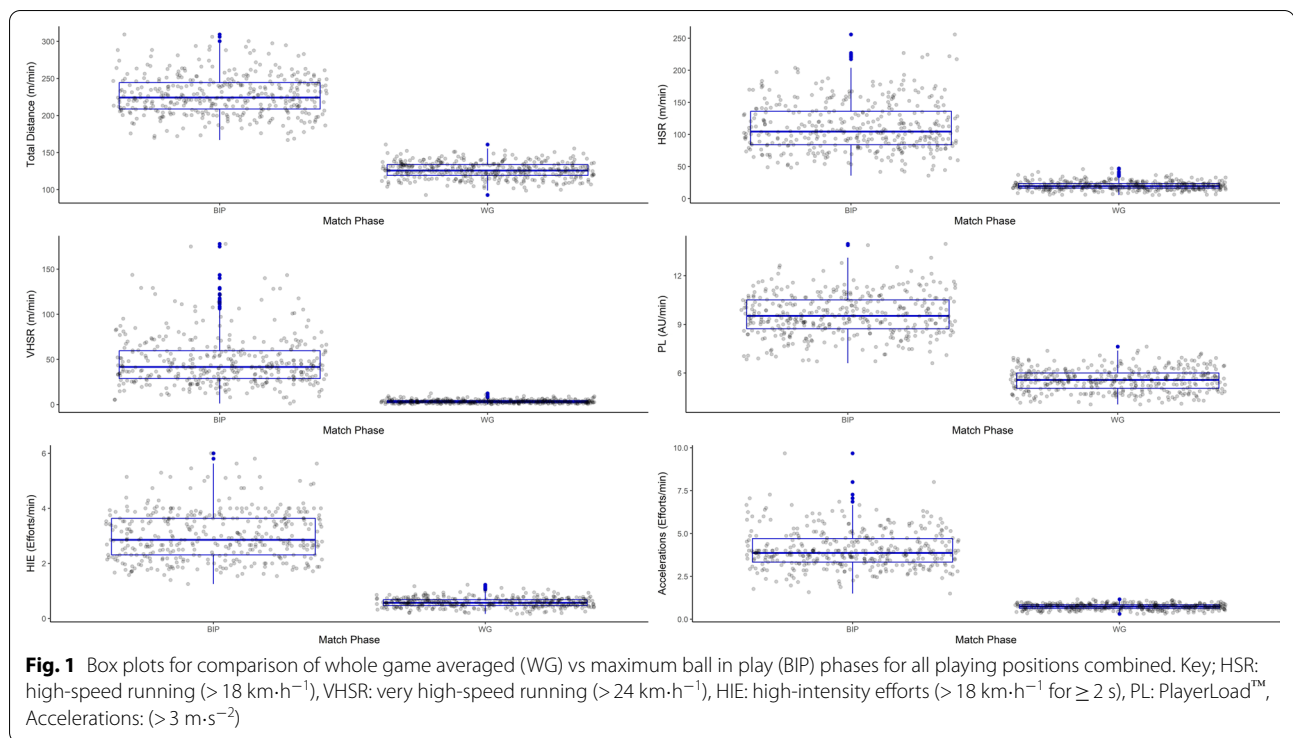 300
250
200
150
100
Total Distance (m/min)
BIP
WG
Match Phase
250
200
150
100
50
0
HSR (m/min)
BIP
WG
Match Phase
150
100
50
0
VHSR (m/min)
BIP
WG
Match Phase
12
9
6
PL (AU/min)
BIP
WG
Match Phase
6
4
2
0
HIE (Efforts/min)
BIP
WG
Match Phase
10.0
7.5
5.0
2.5
0.0
Accelerations (Efforts/min)
BIP
WG
Match Phase
Fig. 1 Box plots for comparison of whole game averaged (WG) vs maximum ball in play (BIP) phases for all playing positions combined. Key; HSR:
high-speed running (> 18 km·h⁻¹), VHSR: very high-speed running (> 24 km·h⁻¹), HIE: high-intensity efforts (> 18 km·h⁻¹ for ≥ 2 s), PL: PlayerLoad™,
Accelerations: (> 3 m·s⁻²)